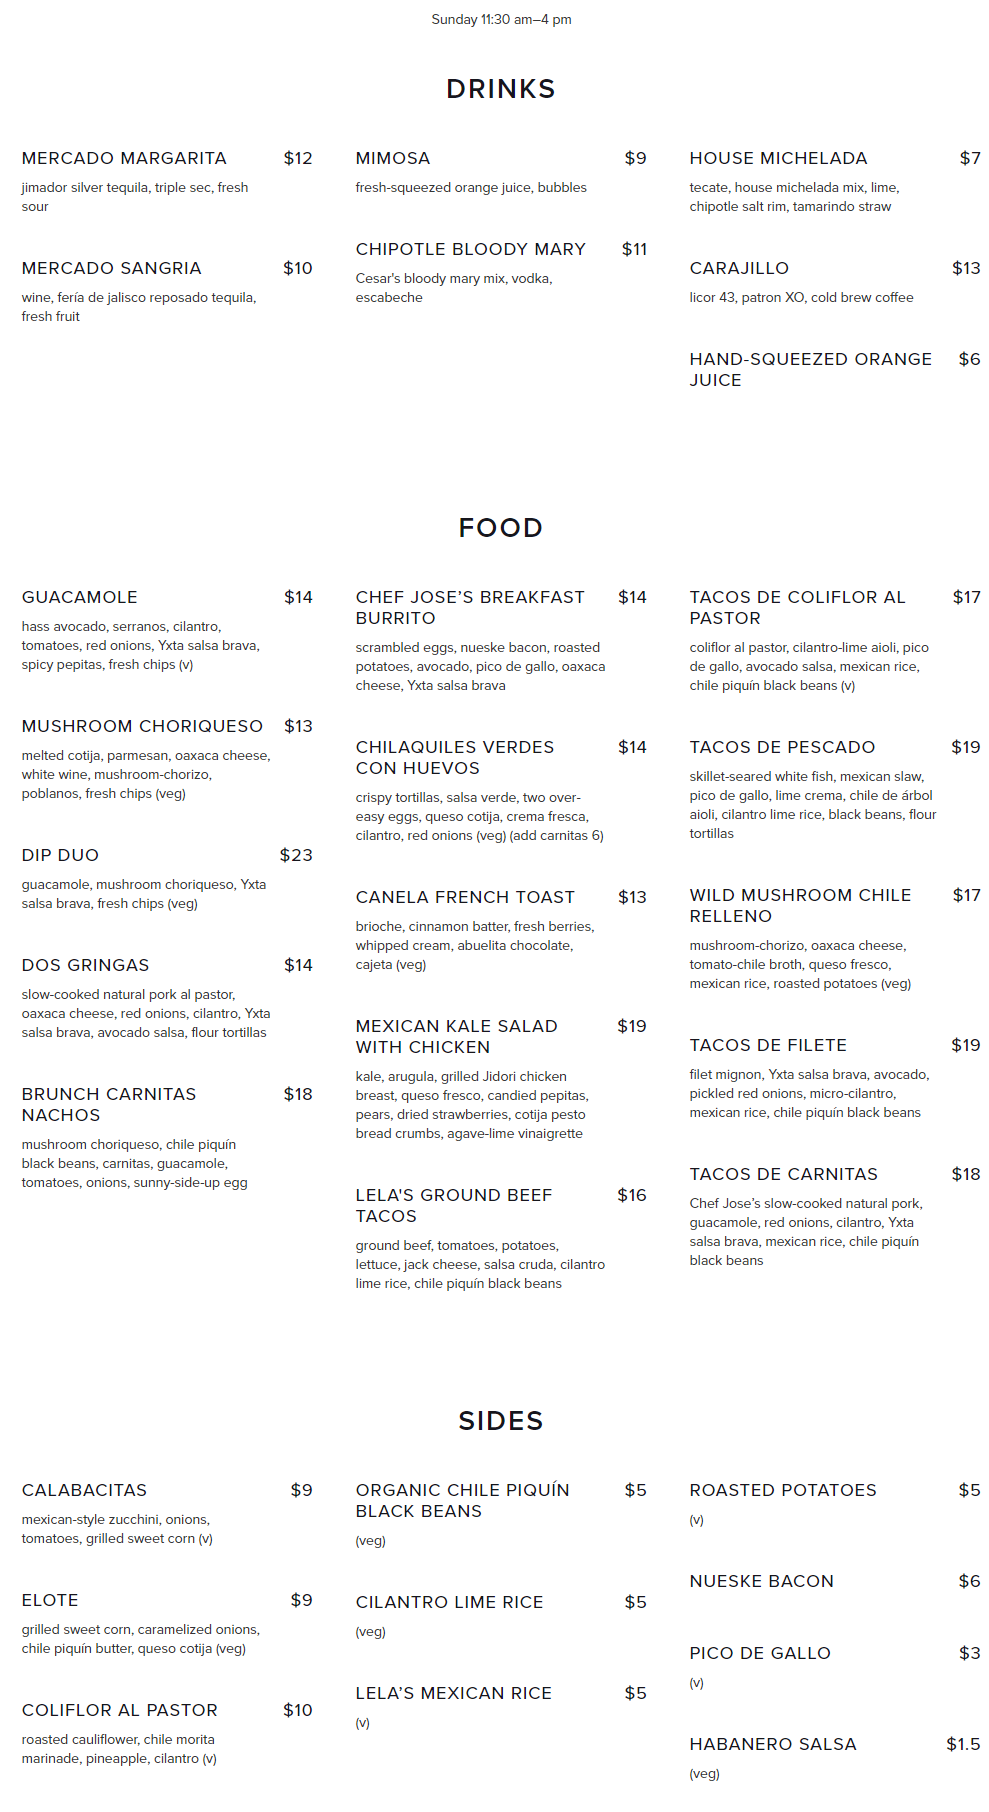 Sunday 11:30 am–4 pm
DRINKS
MERCADO MARGARITA $12
jimador silver tequila, triple sec, fresh
sour
MERCADO SANGRIA $10
wine, fería de jalisco reposado tequila,
fresh fruit
MIMOSA $9
fresh-squeezed orange juice, bubbles
CHIPOTLE BLOODY MARY $11
Cesar's bloody mary mix, vodka,
escabeche
HOUSE MICHELADA $7
tecate, house michelada mix, lime,
chipotle salt rim, tamarindo straw
CARAJILLO $13
licor 43, patron XO, cold brew coffee
HAND-SQUEEZED ORANGE $6
JUICE
FOOD
GUACAMOLE $14
hass avocado, serranos, cilantro,
tomatoes, red onions, Yxta salsa brava,
spicy pepitas, fresh chips (v)
MUSHROOM CHORIQUESO $13
melted cotija, parmesan, oaxaca cheese,
white wine, mushroom-chorizo,
poblanos, fresh chips (veg)
DIP DUO $23
guacamole, mushroom choriqueso, Yxta
salsa brava, fresh chips (veg)
DOS GRINGAS $14
slow-cooked natural pork al pastor,
oaxaca cheese, red onions, cilantro, Yxta
salsa brava, avocado salsa, flour tortillas
BRUNCH CARNITAS $18
NACHOS
mushroom choriqueso, chile piquín
black beans, carnitas, guacamole,
tomatoes, onions, sunny-side-up egg
CHEF JOSE’S BREAKFAST $14
BURRITO
scrambled eggs, nueske bacon, roasted
potatoes, avocado, pico de gallo, oaxaca
cheese, Yxta salsa brava
CHILAQUILES VERDES $14
CON HUEVOS
crispy tortillas, salsa verde, two over-
easy eggs, queso cotija, crema fresca,
cilantro, red onions (veg) (add carnitas 6)
CANELA FRENCH TOAST $13
brioche, cinnamon batter, fresh berries,
whipped cream, abuelita chocolate,
cajeta (veg)
MEXICAN KALE SALAD $19
WITH CHICKEN
kale, arugula, grilled Jidori chicken
breast, queso fresco, candied pepitas,
pears, dried strawberries, cotija pesto
bread crumbs, agave-lime vinaigrette
LELA'S GROUND BEEF $16
TACOS
ground beef, tomatoes, potatoes,
lettuce, jack cheese, salsa cruda, cilantro
lime rice, chile piquín black beans
TACOS DE COLIFLOR AL $17
PASTOR
coliflor al pastor, cilantro-lime aioli, pico
de gallo, avocado salsa, mexican rice,
chile piquín black beans (v)
TACOS DE PESCADO $19
skillet-seared white fish, mexican slaw,
pico de gallo, lime crema, chile de árbol
aioli, cilantro lime rice, black beans, flour
tortillas
WILD MUSHROOM CHILE $17
RELLENO
mushroom-chorizo, oaxaca cheese,
tomato-chile broth, queso fresco,
mexican rice, roasted potatoes (veg)
TACOS DE FILETE $19
filet mignon, Yxta salsa brava, avocado,
pickled red onions, micro-cilantro,
mexican rice, chile piquín black beans
TACOS DE CARNITAS $18
Chef Jose’s slow-cooked natural pork,
guacamole, red onions, cilantro, Yxta
salsa brava, mexican rice, chile piquín
black beans
SIDES
CALABACITAS $9
mexican-style zucchini, onions,
tomatoes, grilled sweet corn (v)
ELOTE $9
grilled sweet corn, caramelized onions,
chile piquín butter, queso cotija (veg)
COLIFLOR AL PASTOR $10
roasted cauliflower, chile morita
marinade, pineapple, cilantro (v)
ORGANIC CHILE PIQUÍN $5
BLACK BEANS
(veg)
CILANTRO LIME RICE $5
(veg)
LELA’S MEXICAN RICE $5
(v)
ROASTED POTATOES $5
(v)
NUESKE BACON $6
PICO DE GALLO $3
(v)
HABANERO SALSA $1.5
(veg)